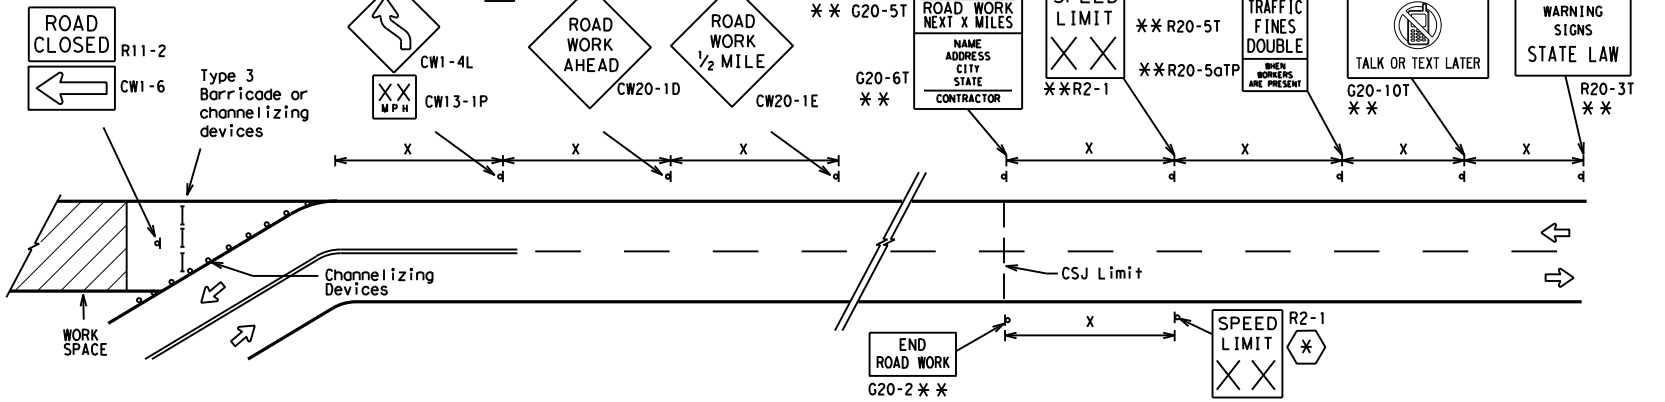 ROAD
CLOSED
R11-2
CW1-6
Type 3
Barricade or
channelizing
devices
CW1-4L
XX
MPH
CW13-1P
ROAD
WORK
AHEAD
CW20-1D
ROAD
WORK
1/2 MILE
CW20-1E
** G20-5T
ROAD WORK
NEXT X MILES
NAME
ADDRESS
CITY
STATE
CONTRACTOR
G20-6T
**
SPEED
LIMIT
XX
**R2-1
**R20-5T
**R20-5aTP
TRAFFIC
FINES
DOUBLE
WHEN
WORKERS
ARE PRESENT
TALK OR TEXT LATER
G20-10T
**
WARNING
SIGNS
STATE LAW
R20-3T
**
X
X
X
X
X
X
X
Channelizing
Devices
WORK
SPACE
CSJ Limit
X
END
ROAD WORK
G20-2 **
SPEED
LIMIT
XX
R2-1
*